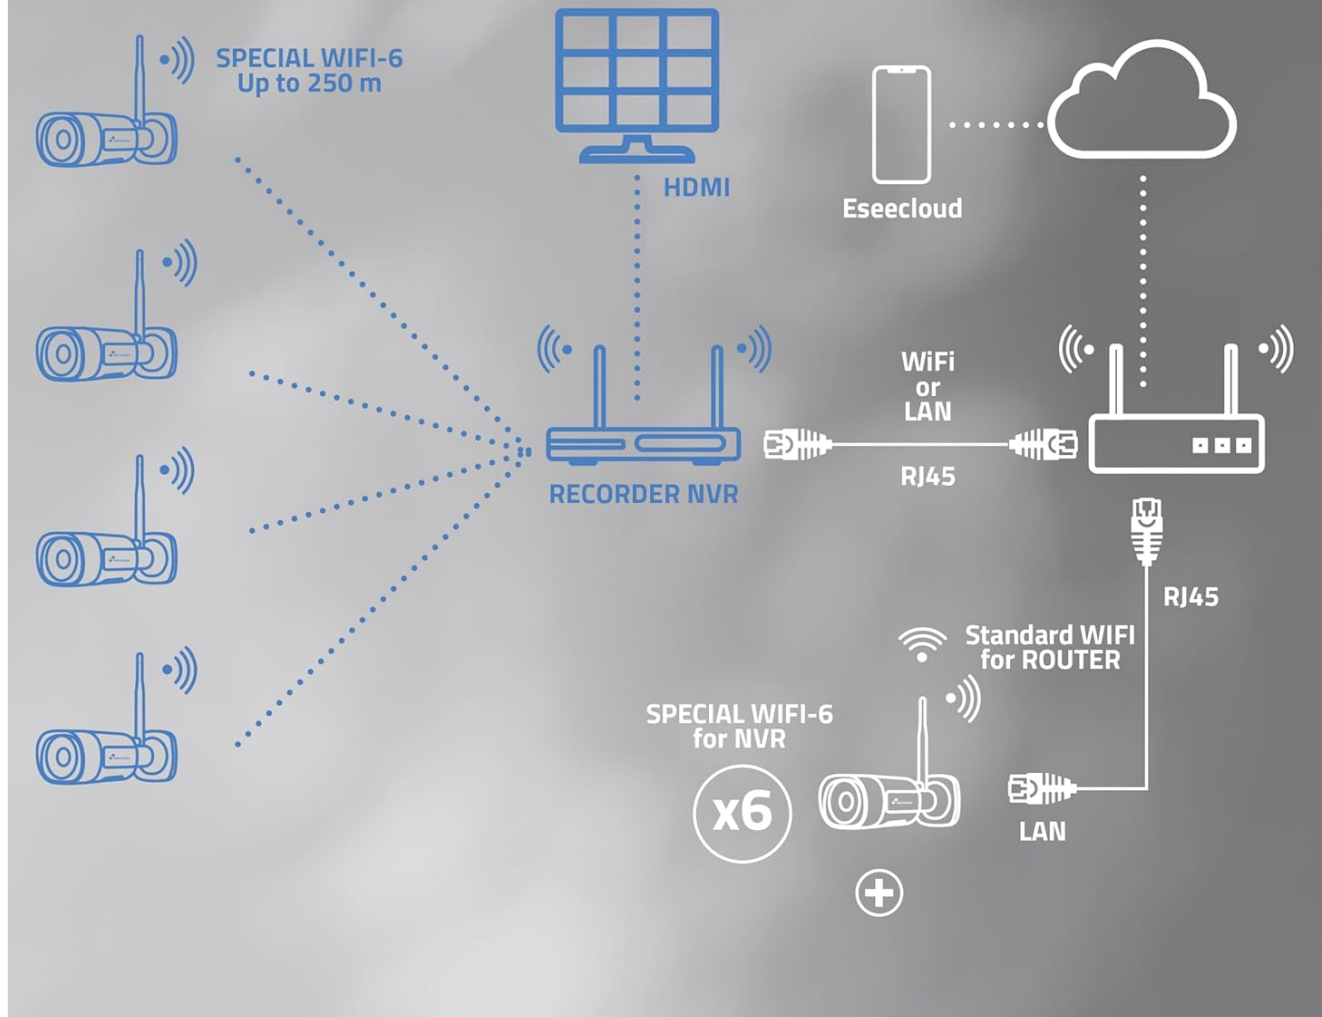 SPECIAL WIFI-6
Up to 250 m
HDMI
Eseecloud
WiFi
or
LAN
RJ45
RECORDER NVR
RJ45
Standard WIFI
for ROUTER
SPECIAL WIFI-6
for NVR
x6
LAN